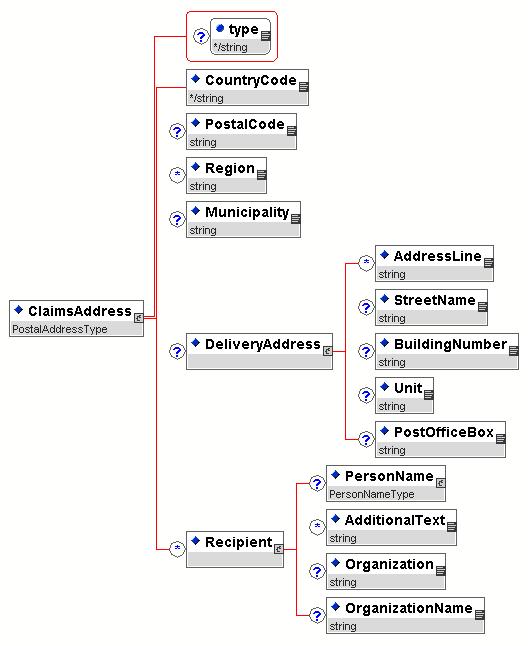 ? type
*/string
CountryCode
*/string
? PostalCode
string
* Region
string
? Municipality
string
* AddressLine
string
? StreetName
string
ClaimsAddress
PostalAddressType
? DeliveryAddress
? BuildingNumber
string
? Unit
string
? PostOfficeBox
string
? PersonName
PersonNameType
* AdditionalText
string
* Recipient
? Organization
string
? OrganizationName
string